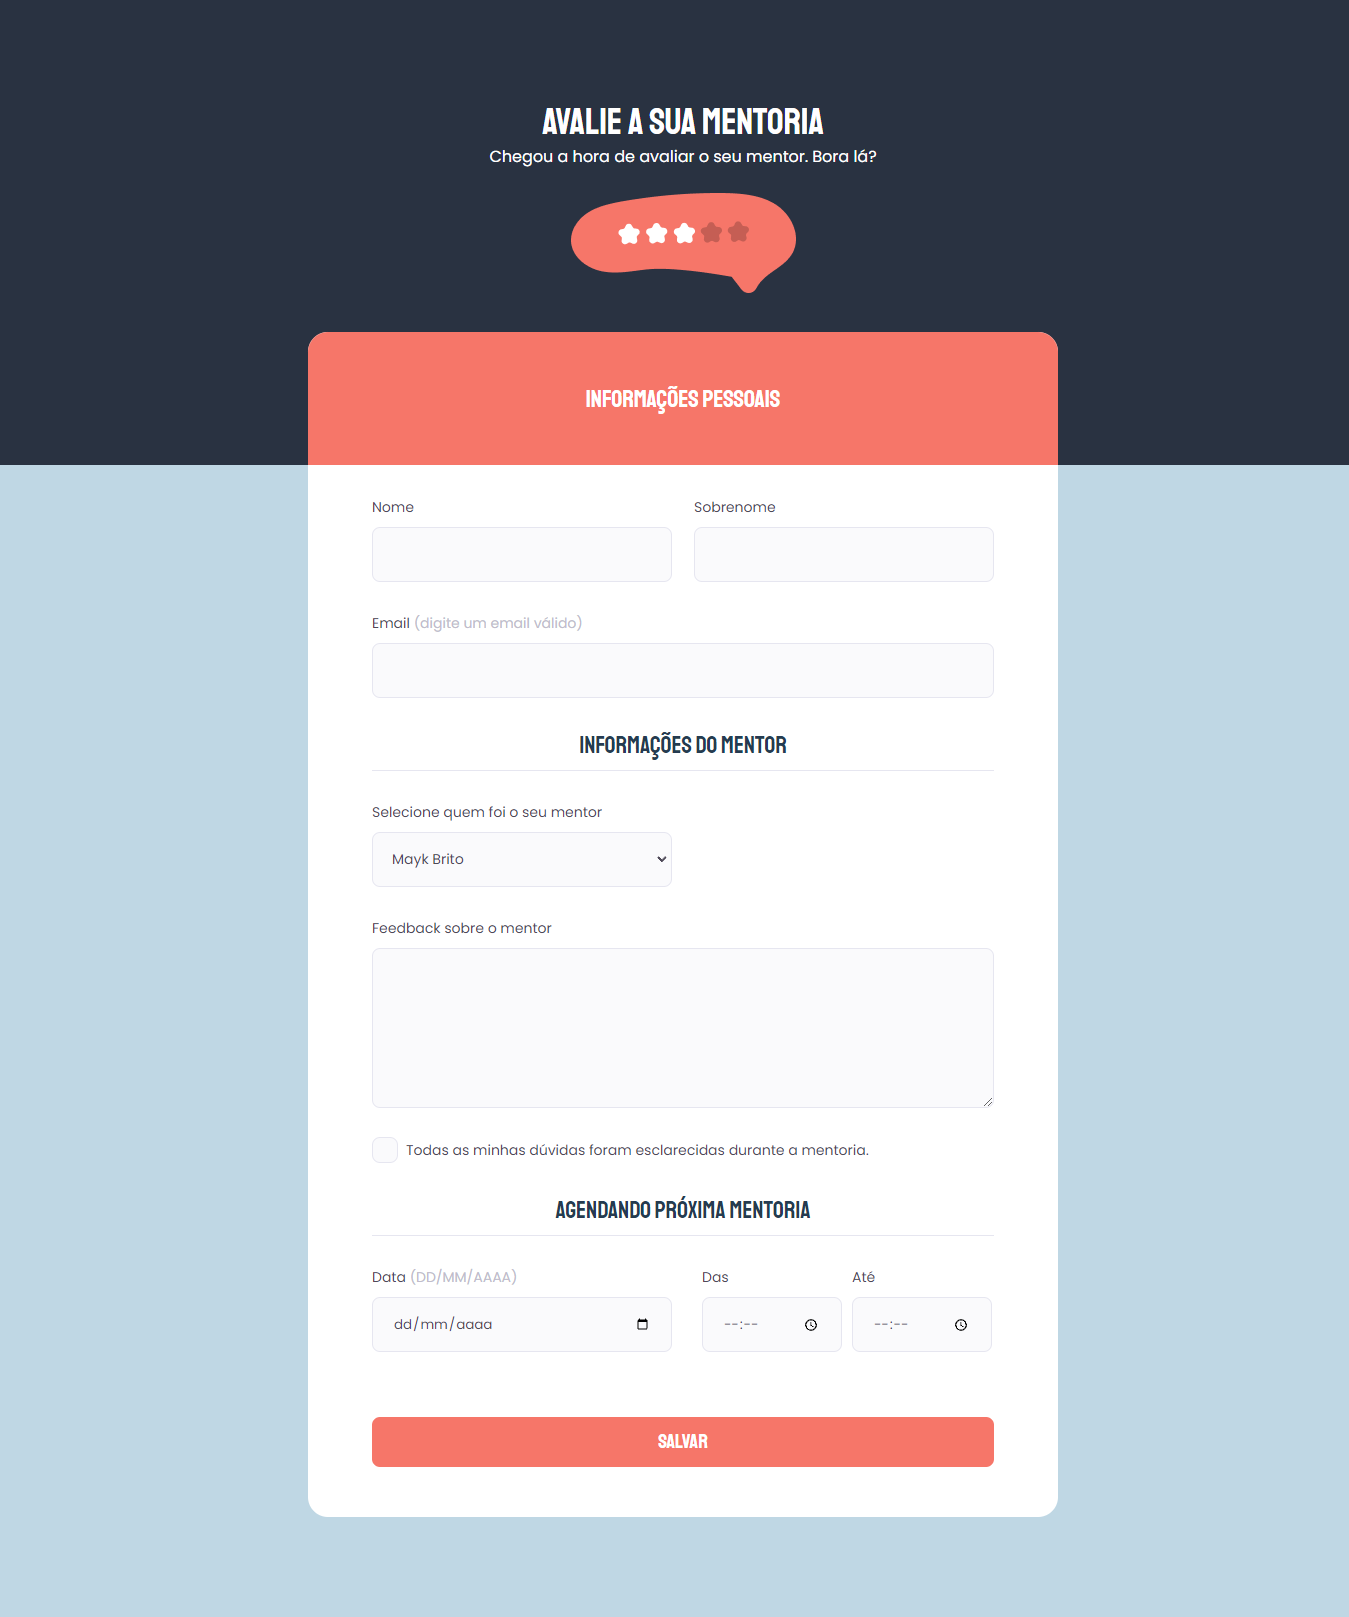 AVALIE A SUA MENTORIA
Chegou a hora de avaliar o seu mentor. Bora lá?
INFORMAÇÕES PESSOAIS
Nome
Sobrenome
Email (digite um email válido)
INFORMAÇÕES DO MENTOR
Selecione quem foi o seu mentor
Mayk Brito
Feedback sobre o mentor
Todas as minhas dúvidas foram esclarecidas durante a mentoria.
AGENDANDO PRÓXIMA MENTORIA
Data (DD/MM/AAAA)
Das
Até
dd/mm/aaaa
--:--
--:--
SALVAR